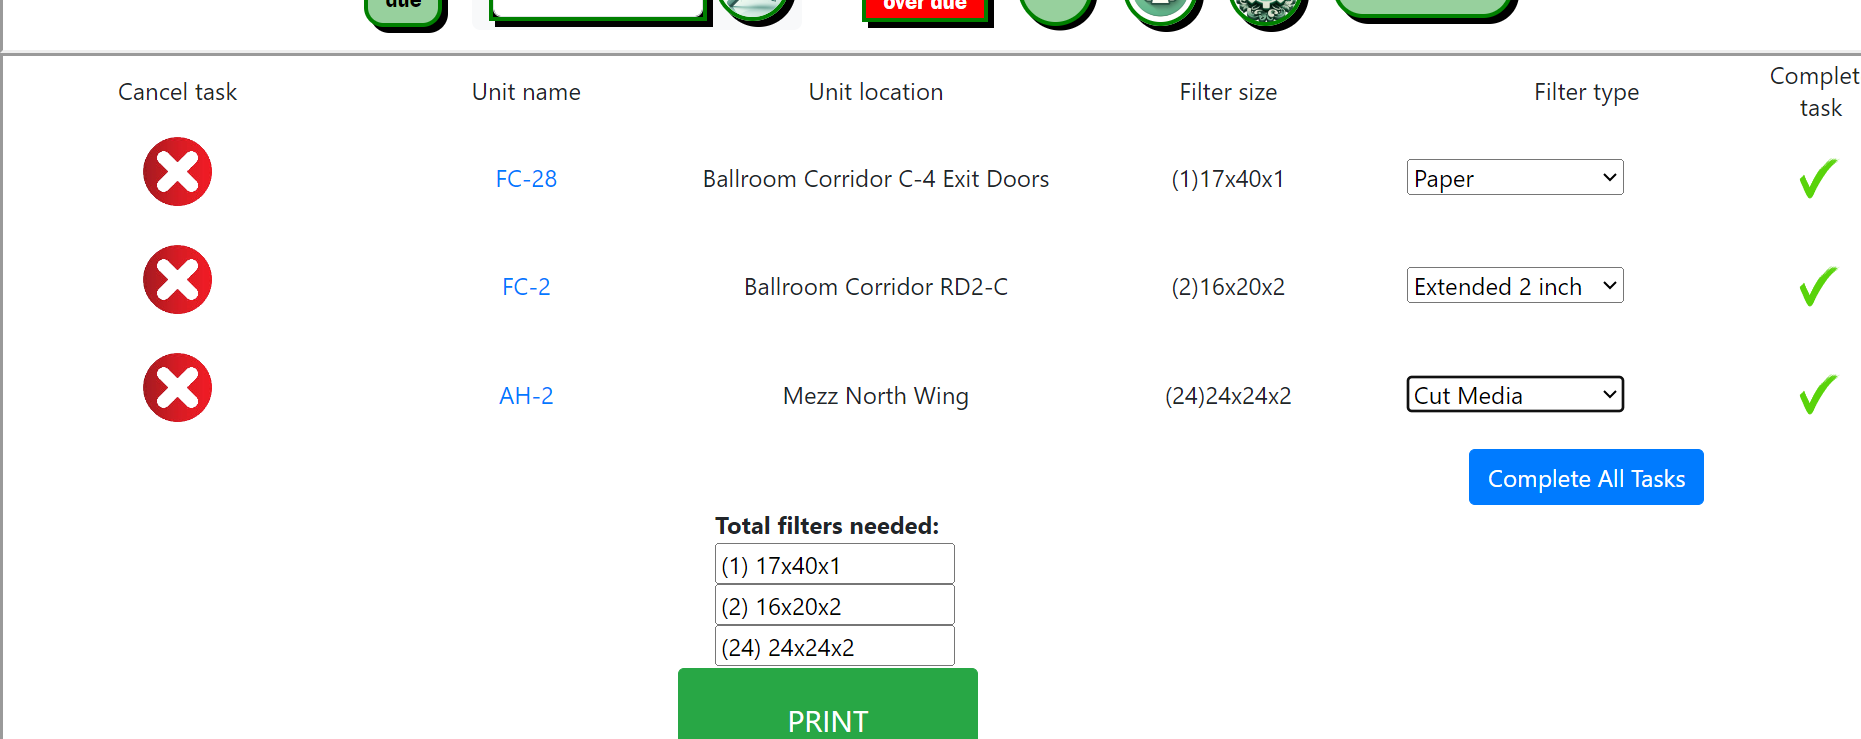 due
over due
Cancel task Unit name Unit location Filter size Filter type Complet
task
FC-28 Ballroom Corridor C-4 Exit Doors (1)17x40x1 Paper
FC-2 Ballroom Corridor RD2-C (2)16x20x2 Extended 2 inch
AH-2 Mezz North Wing (24)24x24x2 Cut Media
Complete All Tasks
Total filters needed:
(1) 17x40x1
(2) 16x20x2
(24) 24x24x2
PRINT